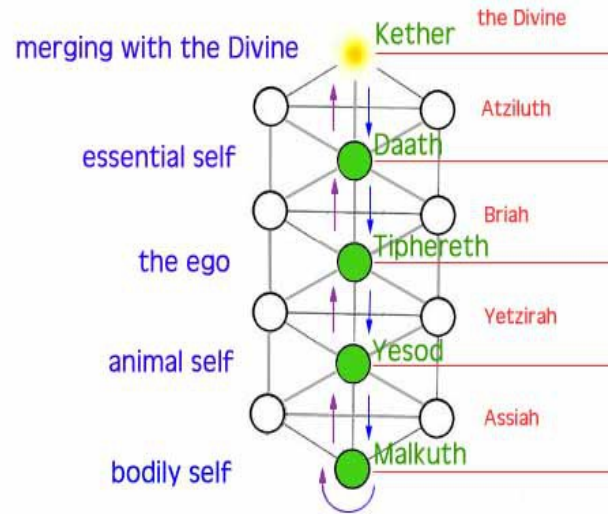 the Divine
merging with the Divine
Kether
Atziluth
Daath
essential self
Briah
Tiphereth
the ego
Yetzirah
Yesod
animal self
Assiah
Malkuth
bodily self